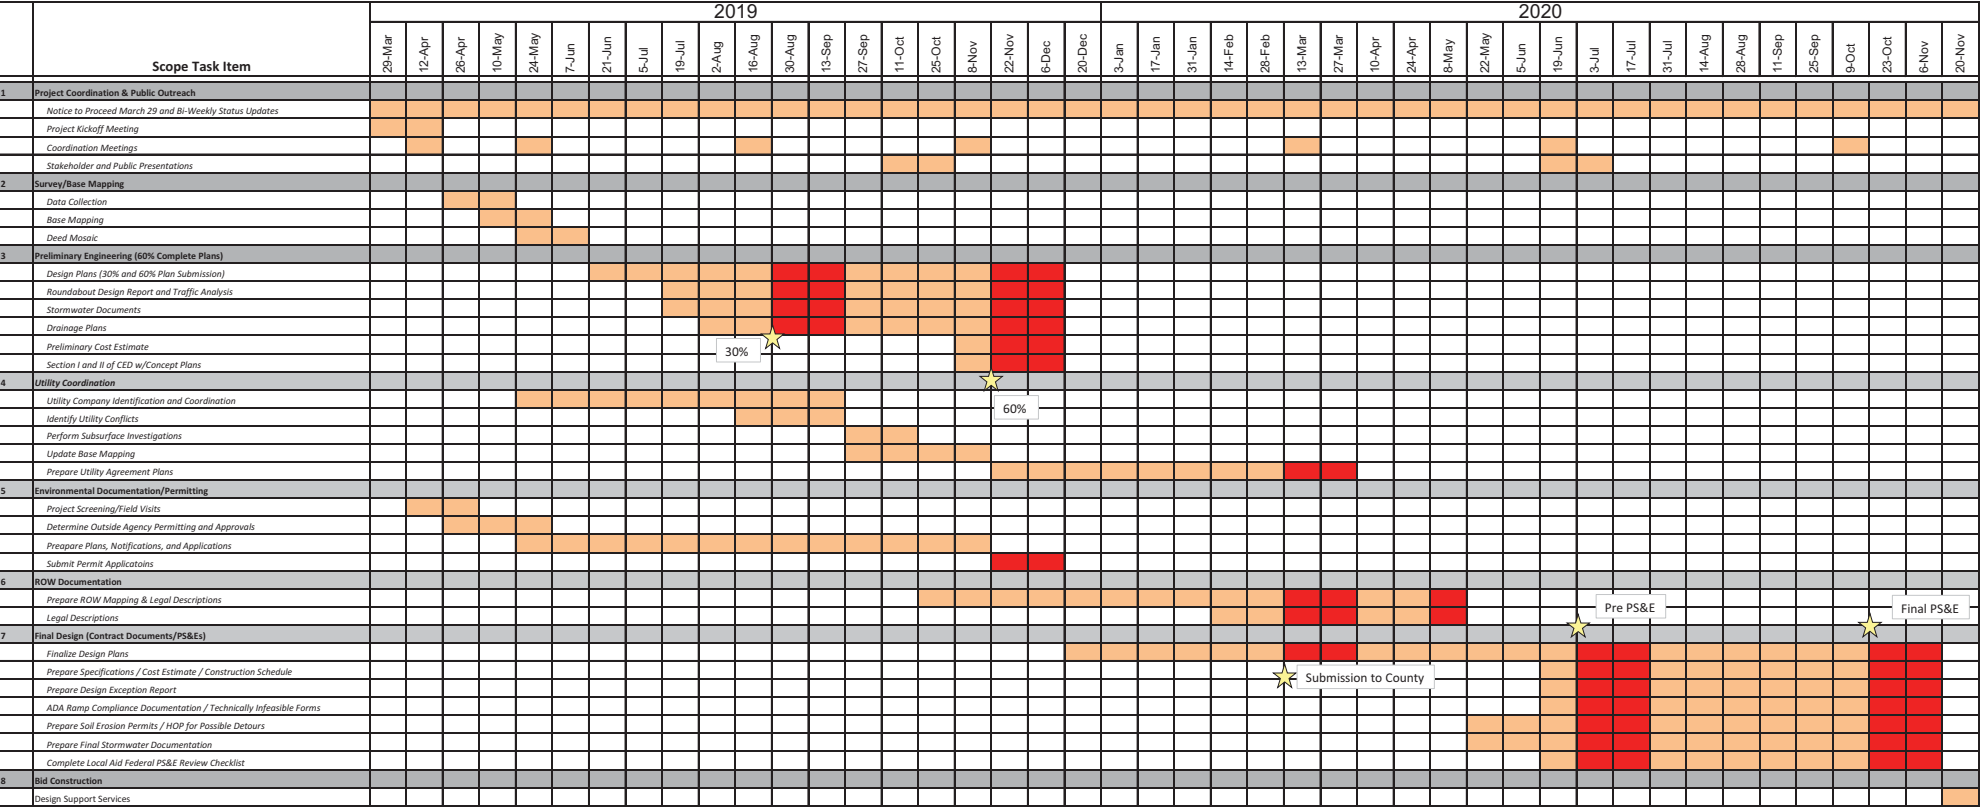 2019 2020
Scope Task Item 29-Mar 12-Apr 26-Apr 10-May 24-May 7-Jun 21-Jun 5-Jul 19-Jul 2-Aug 16-Aug 30-Aug 13-Sep 27-Sep 11-Oct 25-Oct 8-Nov 22-Nov 6-Dec 20-Dec 3-Jan 17-Jan 31-Jan 14-Feb 28-Feb 13-Mar 27-Mar 10-Apr 24-Apr 8-May 22-May 5-Jun 19-Jun 3-Jul 17-Jul 31-Jul 14-Aug 28-Aug 11-Sep 25-Sep 9-Oct 23-Oct 6-Nov 20-Nov
1 Project Coordination & Public Outreach
Notice to Proceed March 29 and Bi-Weekly Status Updates
Project Kickoff Meeting
Coordination Meetings
Stakeholder and Public Presentations
2 Survey/Base Mapping
Data Collection
Base Mapping
Deed Mosaic
3 Preliminary Engineering (60% Complete Plans)
Design Plans (30% and 60% Plan Submission)
Roundabout Design Report and Traffic Analysis
Stormwater Documents
Drainage Plans
Preliminary Cost Estimate
30%
Section I and II of CED w/Concept Plans
4 Utility Coordination
Utility Company Identification and Coordination
60%
Identify Utility Conflicts
Perform Subsurface Investigations
Update Base Mapping
Prepare Utility Agreement Plans
5 Environmental Documentation/Permitting
Project Screening/Field Visits
Determine Outside Agency Permitting and Approvals
Preapare Plans, Notifications, and Applications
Submit Permit Applicatoins
6 ROW Documentation
Prepare ROW Mapping & Legal Descriptions
Pre PS&E Final PS&E
Legal Descriptions
7 Final Design (Contract Documents/PS&Es)
Finalize Design Plans
Prepare Specifications / Cost Estimate / Construction Schedule
Submission to County
Prepare Design Exception Report
ADA Ramp Compliance Documentation / Technically Infeasible Forms
Prepare Soil Erosion Permits / HOP for Possible Detours
Prepare Final Stormwater Documentation
Complete Local Aid Federal PS&E Review Checklist
8 Bid Construction
Design Support Services